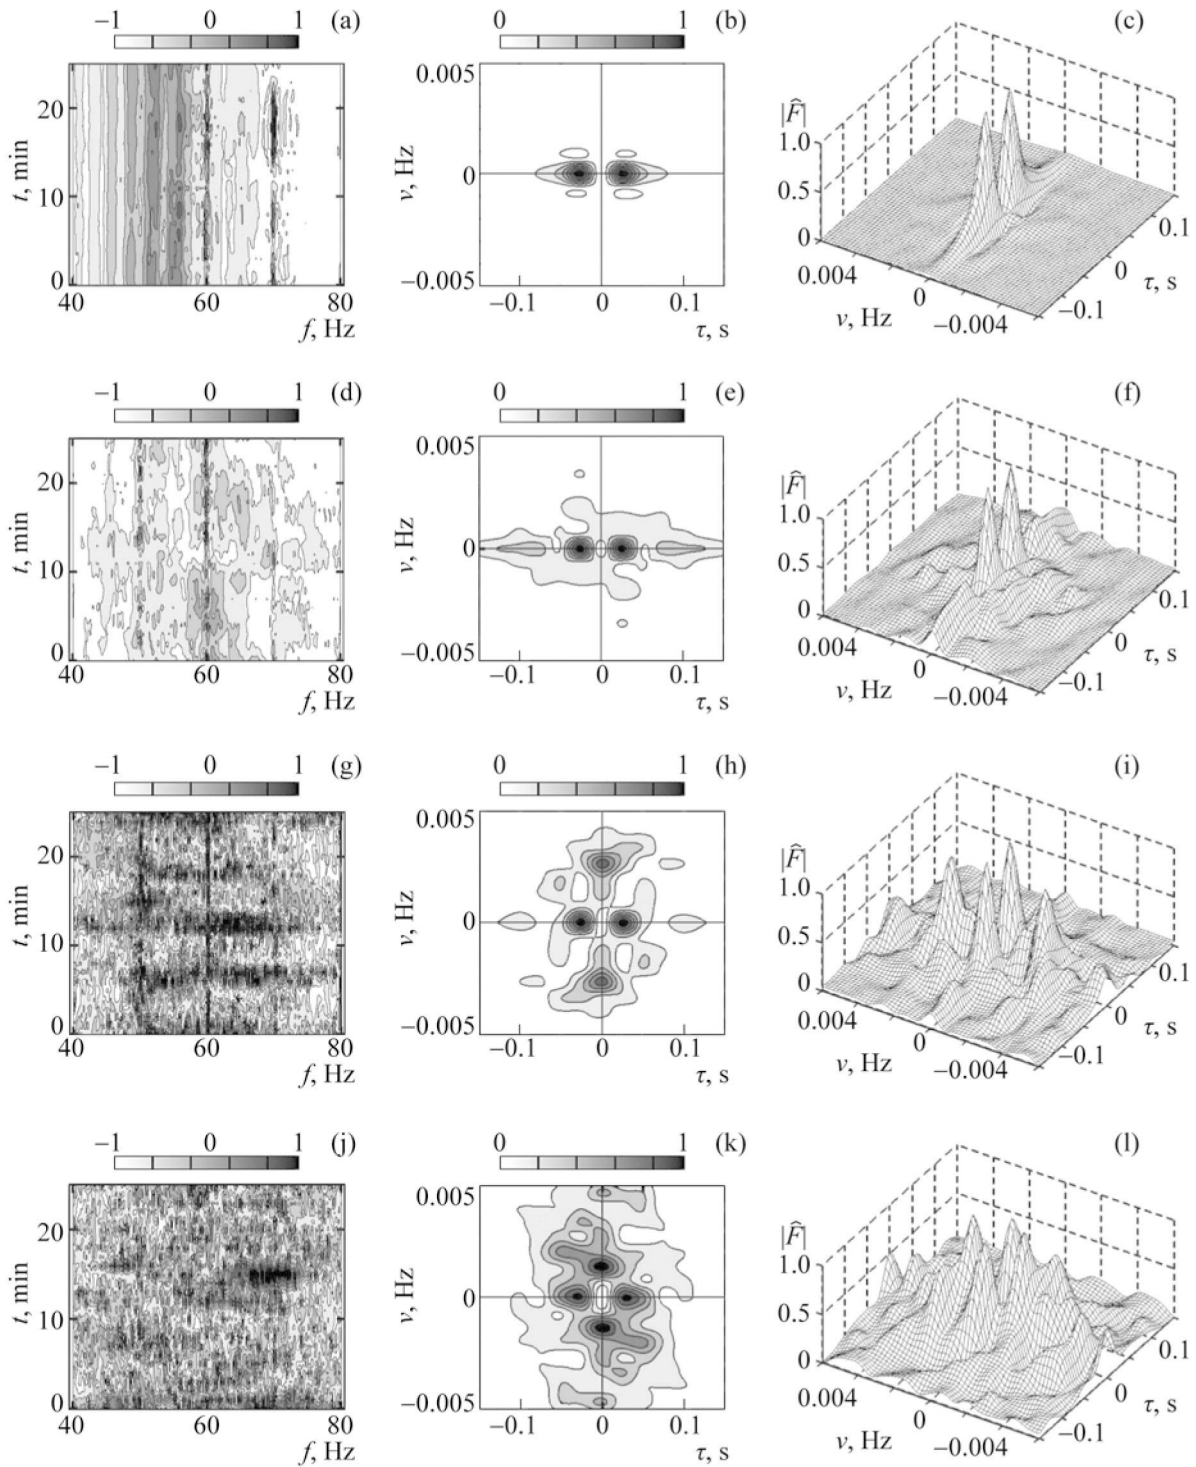 −1 0 1 (a)
20
10
0
t, min
40 60 80
f, Hz
0 1 (b)
0.005
0
−0.005
ν, Hz
−0.1 0 0.1
τ, s
(c)
|F̂|
1.0
0.5
0
0.004 0 −0.004
ν, Hz
−0.1 0 0.1
τ, s
−1 0 1 (d)
20
10
0
t, min
40 60 80
f, Hz
0 1 (e)
0.005
0
−0.005
ν, Hz
−0.1 0 0.1
τ, s
(f)
|F̂|
1.0
0.5
0
0.004 0 −0.004
ν, Hz
−0.1 0 0.1
τ, s
−1 0 1 (g)
20
10
0
t, min
40 60 80
f, Hz
0 1 (h)
0.005
0
−0.005
ν, Hz
−0.1 0 0.1
τ, s
(i)
|F̂|
1.0
0.5
0
0.004 0 −0.004
ν, Hz
−0.1 0 0.1
τ, s
−1 0 1 (j)
20
10
0
t, min
40 60 80
f, Hz
0 1 (k)
0.005
0
−0.005
ν, Hz
−0.1 0 0.1
τ, s
(l)
|F̂|
1.0
0.5
0
0.004 0 −0.004
ν, Hz
−0.1 0 0.1
τ, s